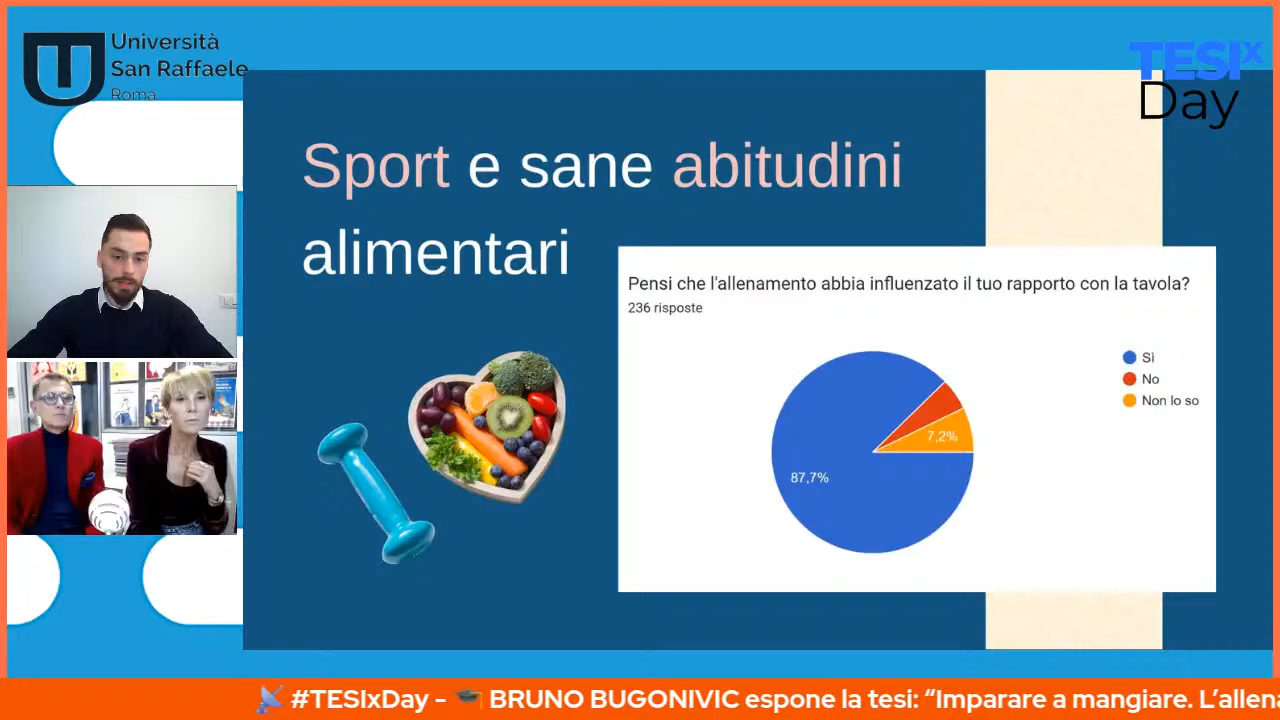 Università
San Raffaele
Roma
TESIx
Day
Sport e sane abitudini
alimentari
Pensi che l'allenamento abbia influenzato il tuo rapporto con la tavola?
236 risposte
Sì
No
Non lo so
7,2%
87,7%
#TESIxDay - BRUNO BUGONIVIC espone la tesi: “Imparare a mangiare. L’allena